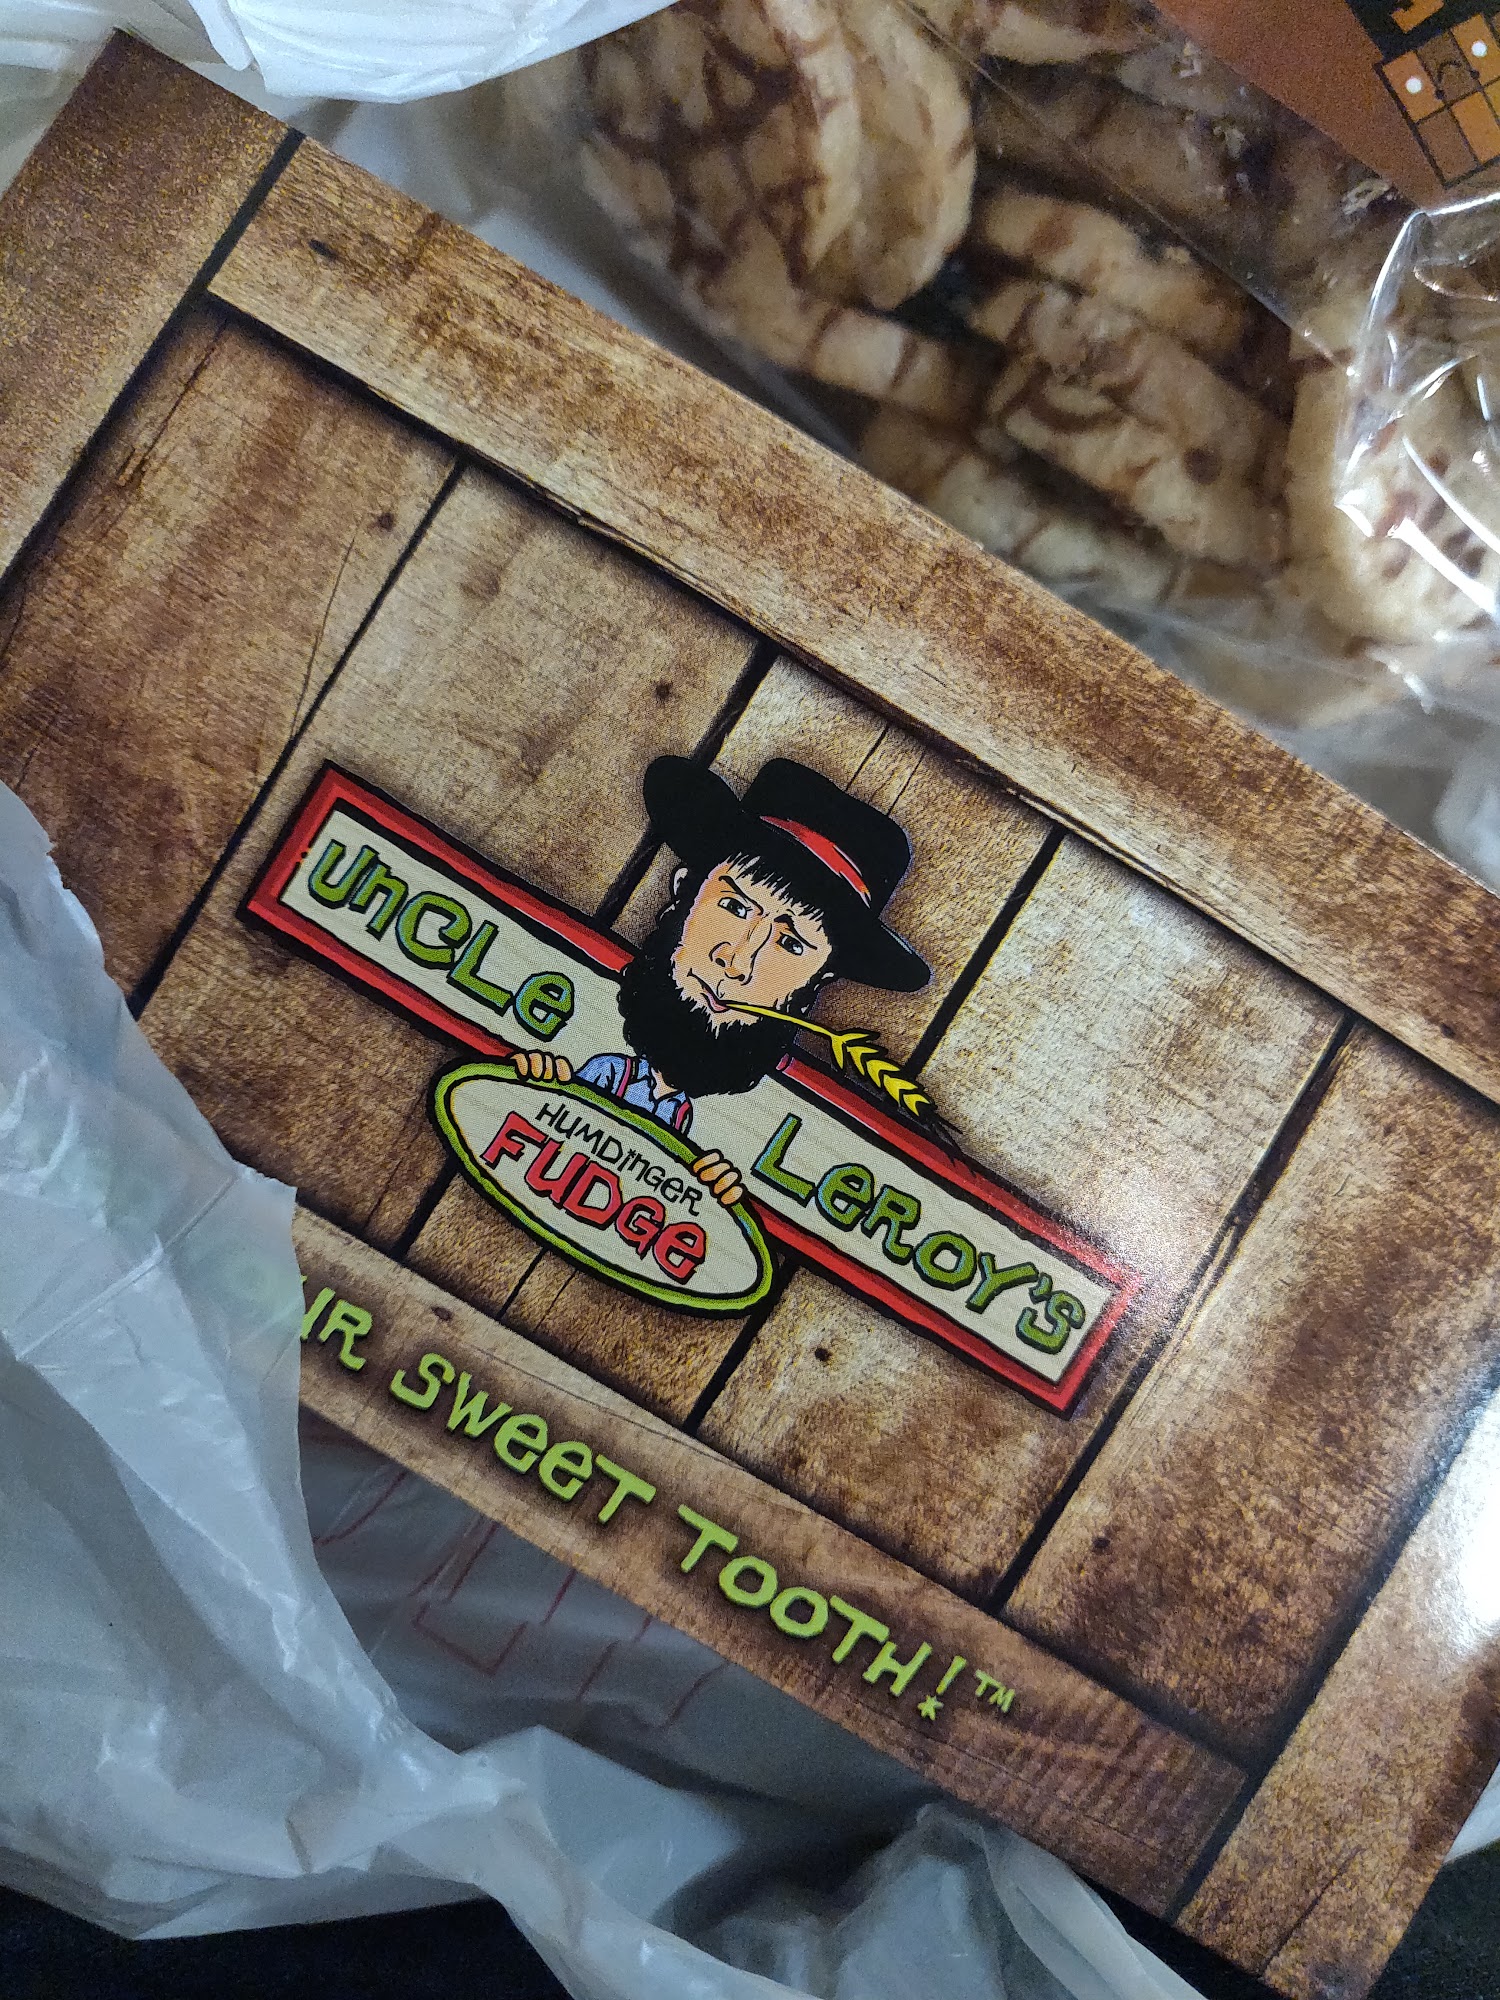 UNCLE LEROY'S
HUMDINGER
FUDGE
SWEET TOOTH!™